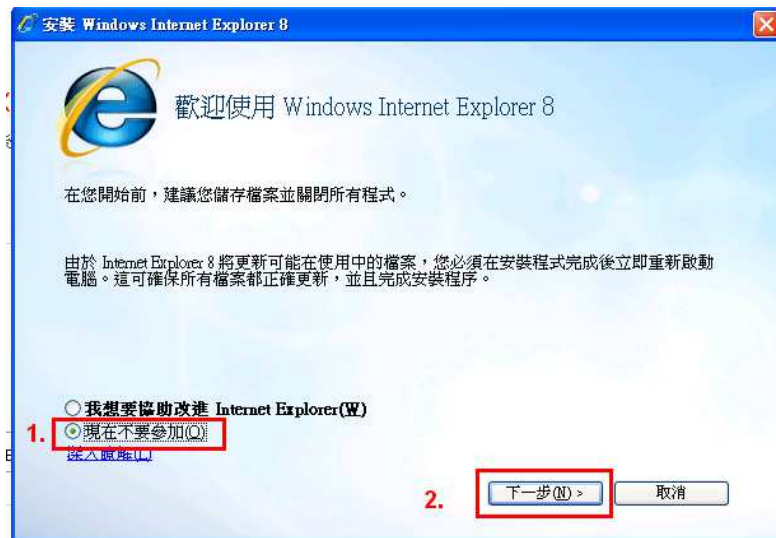 安裝 Windows Internet Explorer 8
歡迎使用 Windows Internet Explorer 8
在您開始前，建議您儲存檔案並關閉所有程式。
由於 Internet Explorer 8 將更新可能在使用中的檔案，您必須在安裝程式完成後立即重新啟動
電腦。這可確保所有檔案都正確更新，並且完成安裝程序。
我想要協助改進 Internet Explorer(W)
1. 現在不要參加(O)
深入瞭解(L)
2. 下一步(N) > 取消